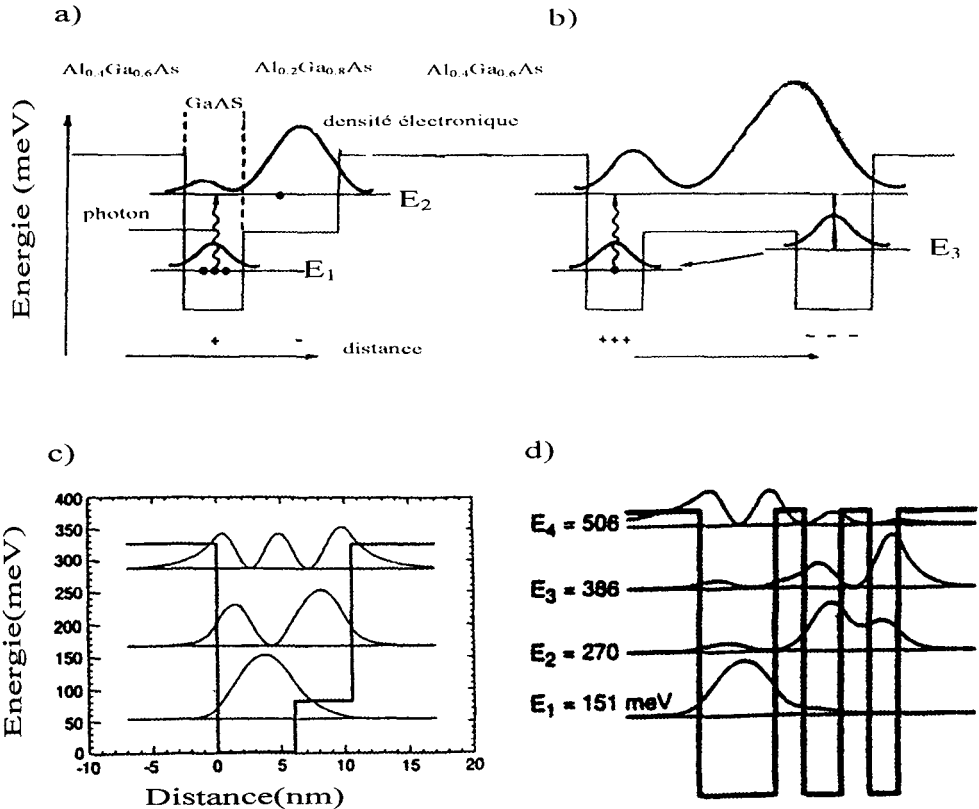 a)
b)
Al0.4Ga0.6As
Al0.2Ga0.8As
Al0.4Ga0.6As
GaAS
densité électronique
Energie (meV)
E2
photon
E3
E1
+
-
distance
+++
- - -
c)
d)
400
350
300
250
200
150
100
50
0
Energie(meV)
-10
-5
0
5
10
15
20
Distance(nm)
E4 = 506
E3 = 386
E2 = 270
E1 = 151 meV